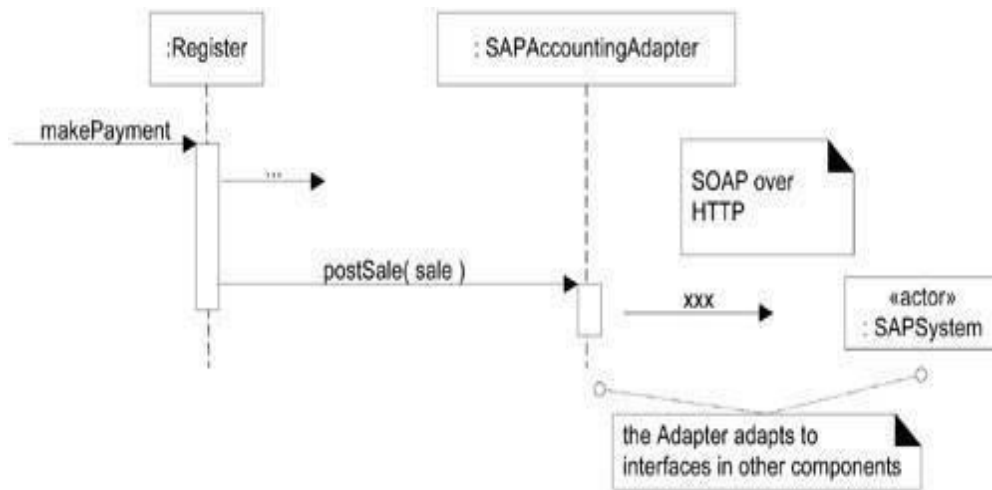 :Register
: SAPAccountingAdapter
makePayment
...
SOAP over
HTTP
postSale( sale )
xxx
«actor»
: SAPSystem
the Adapter adapts to
interfaces in other components